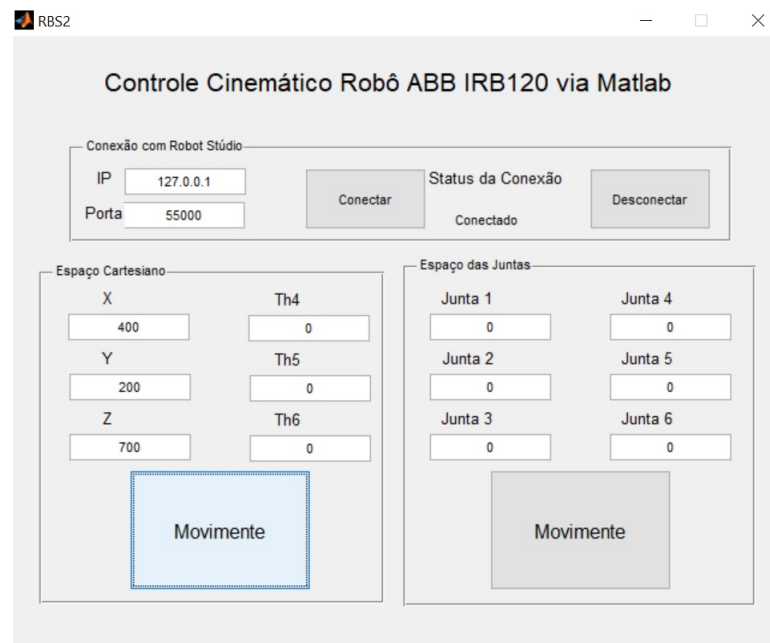 RBS2
Controle Cinemático Robô ABB IRB120 via Matlab
Conexão com Robot Stúdio
IP 127.0.0.1
Porta 55000
Conectar
Status da Conexão
Conectado
Desconectar
Espaço Cartesiano
X Th4
400 0
Y Th5
200 0
Z Th6
700 0
Movimente
Espaço das Juntas
Junta 1 Junta 4
0 0
Junta 2 Junta 5
0 0
Junta 3 Junta 6
0 0
Movimente